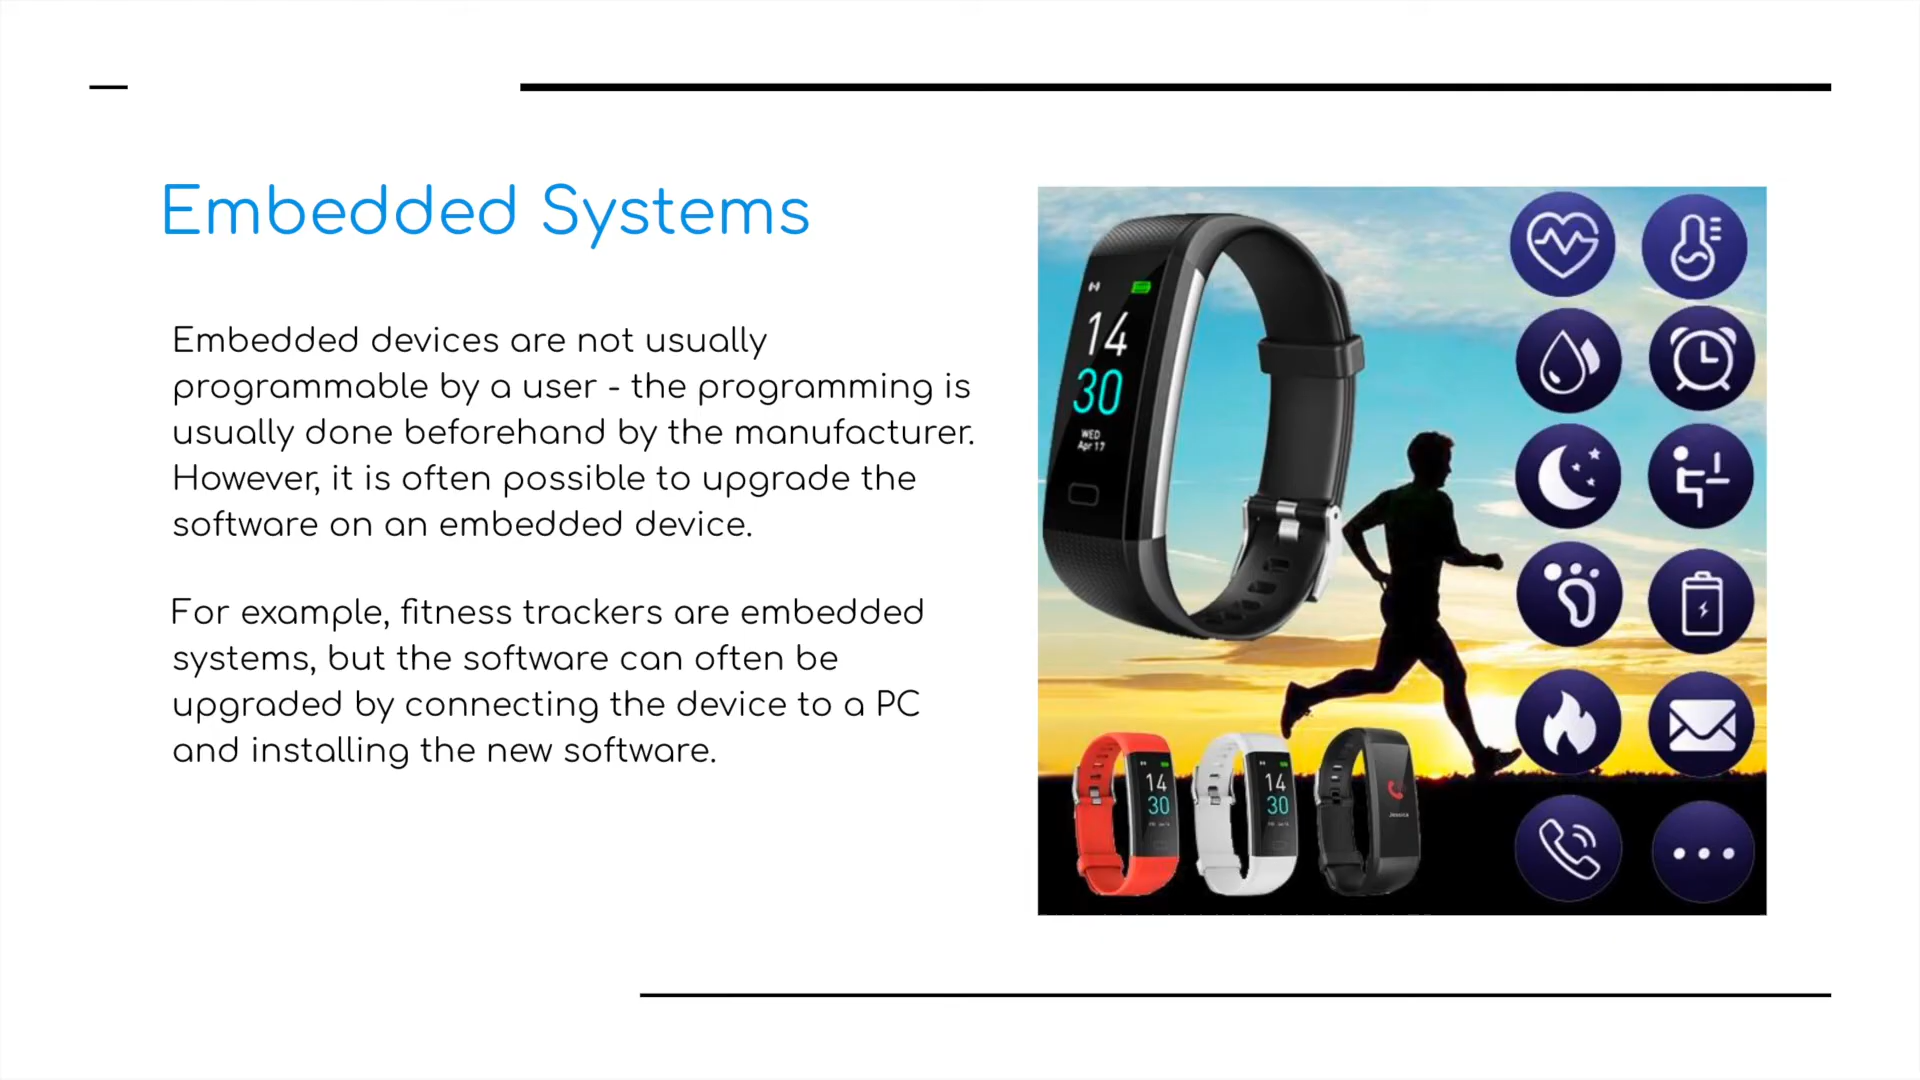 Embedded Systems
Embedded devices are not usually
programmable by a user - the programming is
usually done beforehand by the manufacturer.
However, it is often possible to upgrade the
software on an embedded device.
For example, fitness trackers are embedded
systems, but the software can often be
upgraded by connecting the device to a PC
and installing the new software.
14
30
WED
Apr 17
14
30
14
30
Jessica